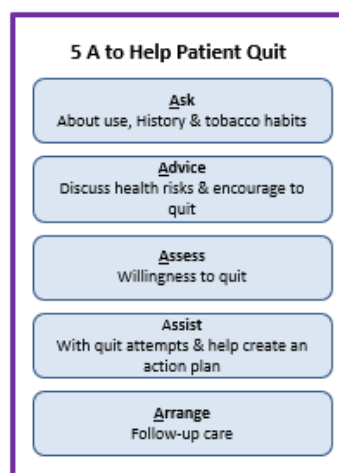 5 A to Help Patient Quit
Ask
About use, History & tobacco habits
Advice
Discuss health risks & encourage to
quit
Assess
Willingness to quit
Assist
With quit attempts & help create an
action plan
Arrange
Follow-up care